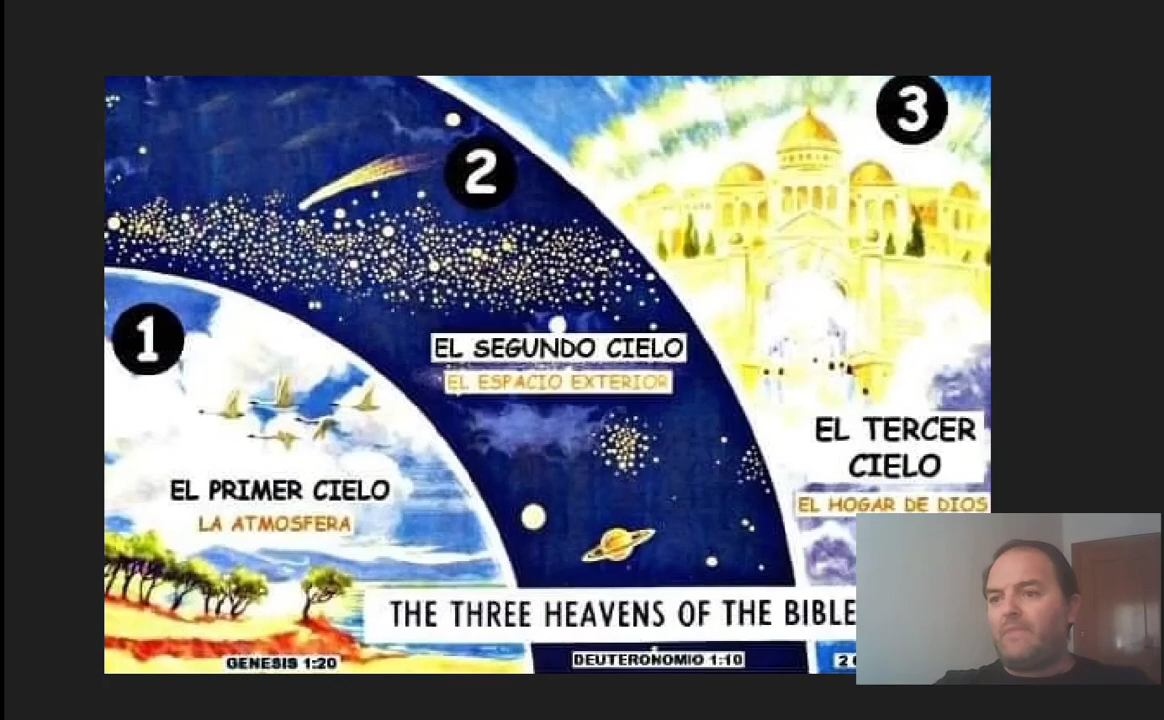 1
2
3
EL PRIMER CIELO
LA ATMOSFERA
EL SEGUNDO CIELO
EL ESPACIO EXTERIOR
EL TERCER
CIELO
EL HOGAR DE DIOS
THE THREE HEAVENS OF THE BIBLE
GENESIS 1:20
DEUTERONOMIO 1:10
2